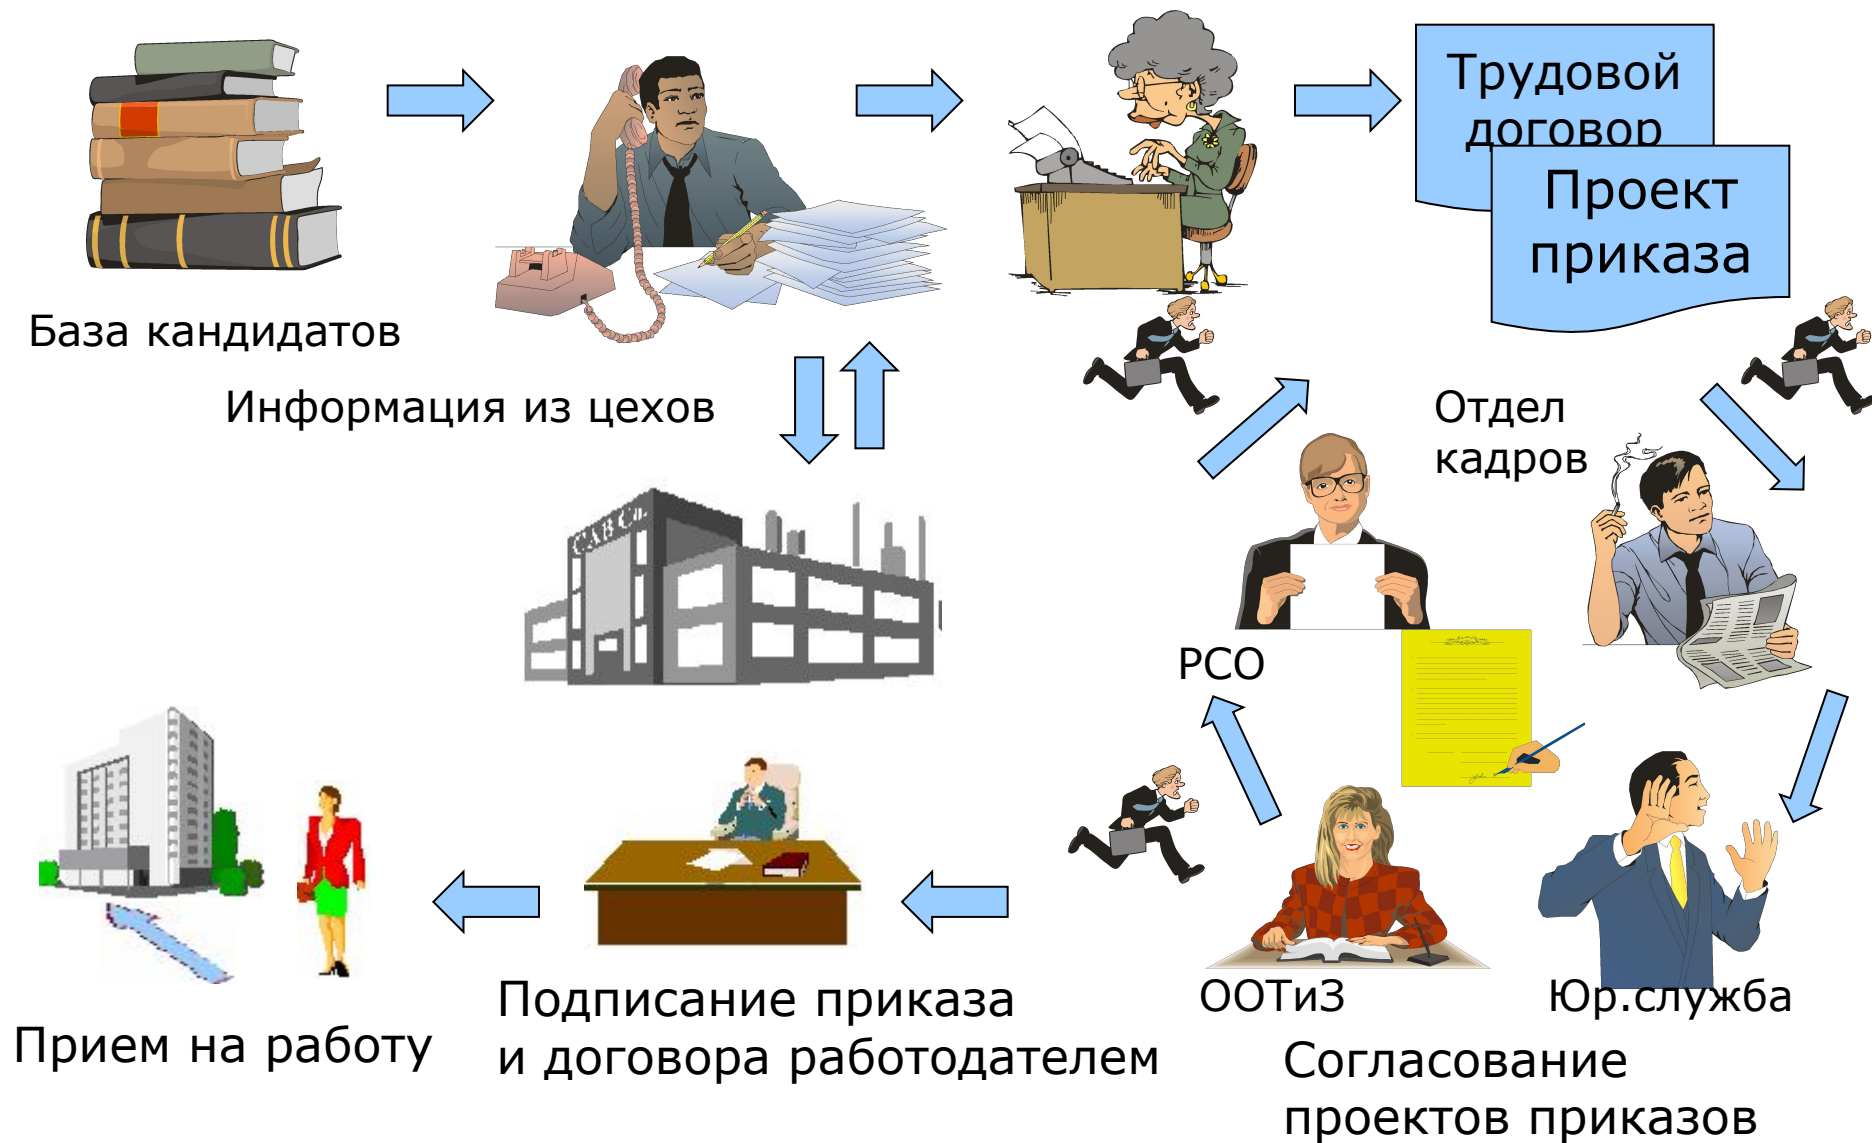 Трудовой
договор
Проект
приказа
База кандидатов
Информация из цехов
Отдел
кадров
CABCo.
РСО
ООТиЗ
Юр.служба
Подписание приказа
и договора работодателем
Прием на работу
Согласование
проектов приказов